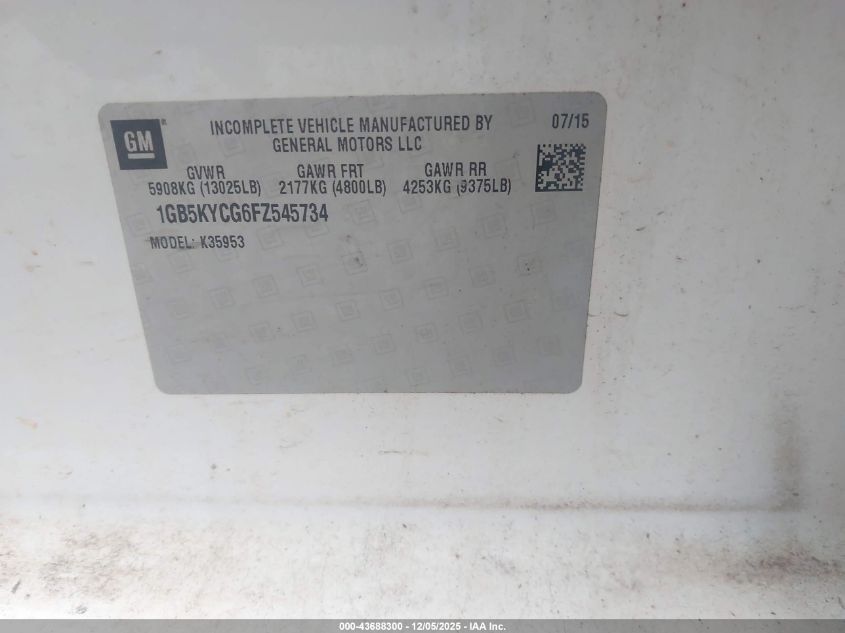 GM ®
INCOMPLETE VEHICLE MANUFACTURED BY
GENERAL MOTORS LLC
07/15
GVWR GAWR FRT GAWR RR
5908KG (13025LB) 2177KG (4800LB) 4253KG (9375LB)
1GB5KYCG6FZ545734
MODEL: K35953
000-43688300 - 12/05/2025 - IAA Inc.